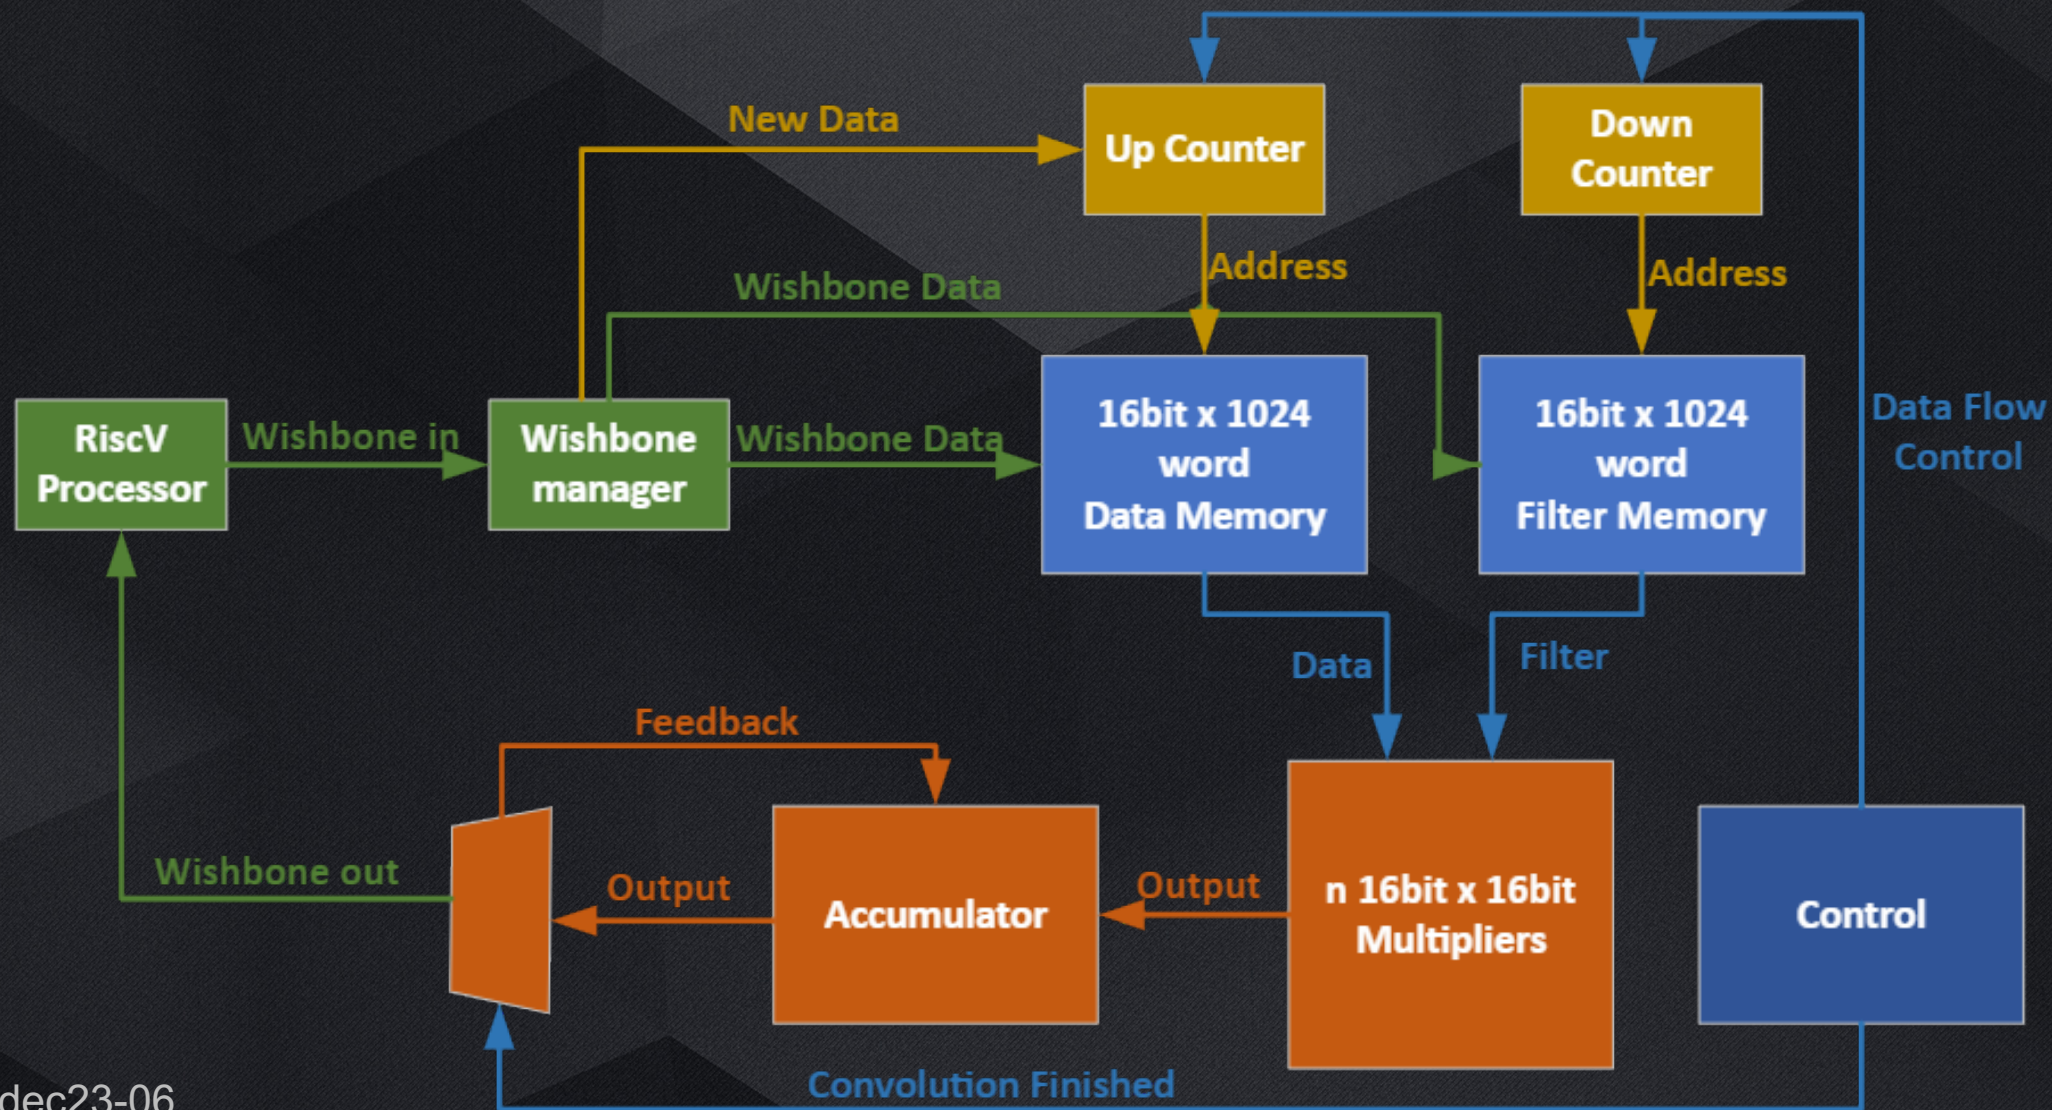 New Data
Up Counter
Down
Counter
Address
Address
Wishbone Data
RiscV
Processor
Wishbone in
Wishbone
manager
Wishbone Data
16bit x 1024
word
Data Memory
16bit x 1024
word
Filter Memory
Data Flow
Control
Data
Filter
Feedback
Wishbone out
Output
Accumulator
Output
n 16bit x 16bit
Multipliers
Control
Convolution Finished
dec23-06